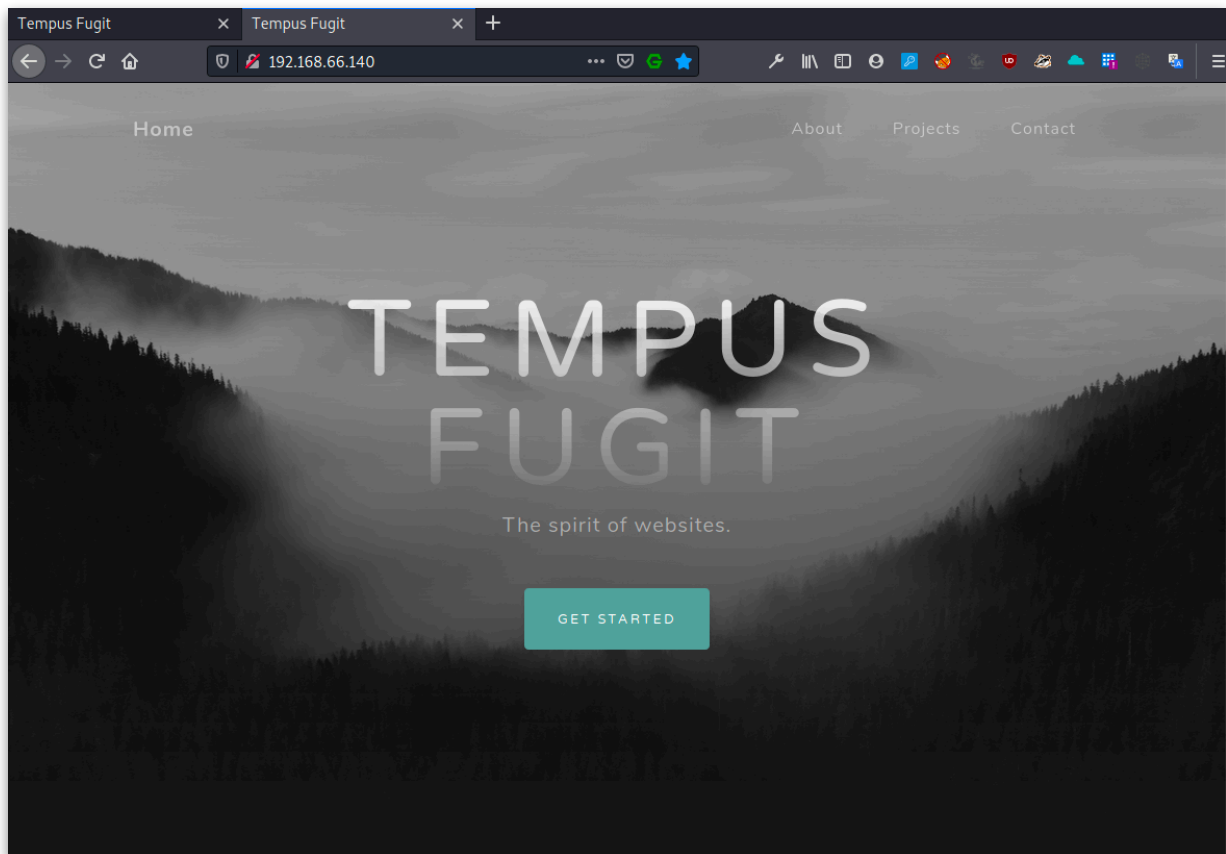 Tempus Fugit
Tempus Fugit
192.168.66.140
Home
About
Projects
Contact
TEMPUS
FUGIT
The spirit of websites.
GET STARTED